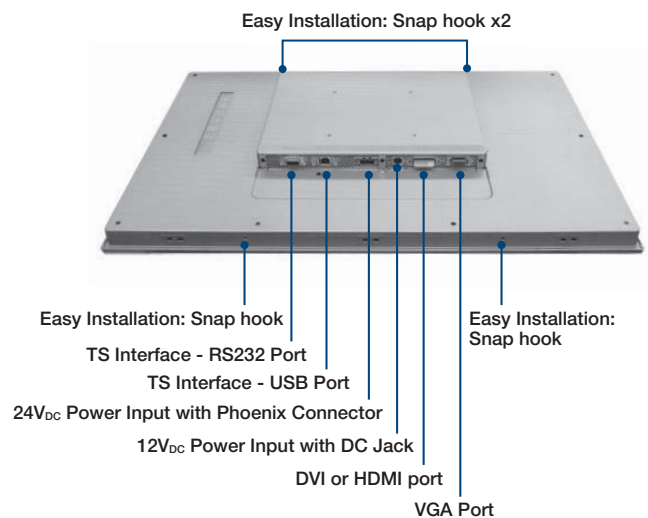 Easy Installation: Snap hook x2
Easy Installation: Snap hook
Easy Installation:
Snap hook
TS Interface - RS232 Port
TS Interface - USB Port
24VDC Power Input with Phoenix Connector
12VDC Power Input with DC Jack
DVI or HDMI port
VGA Port